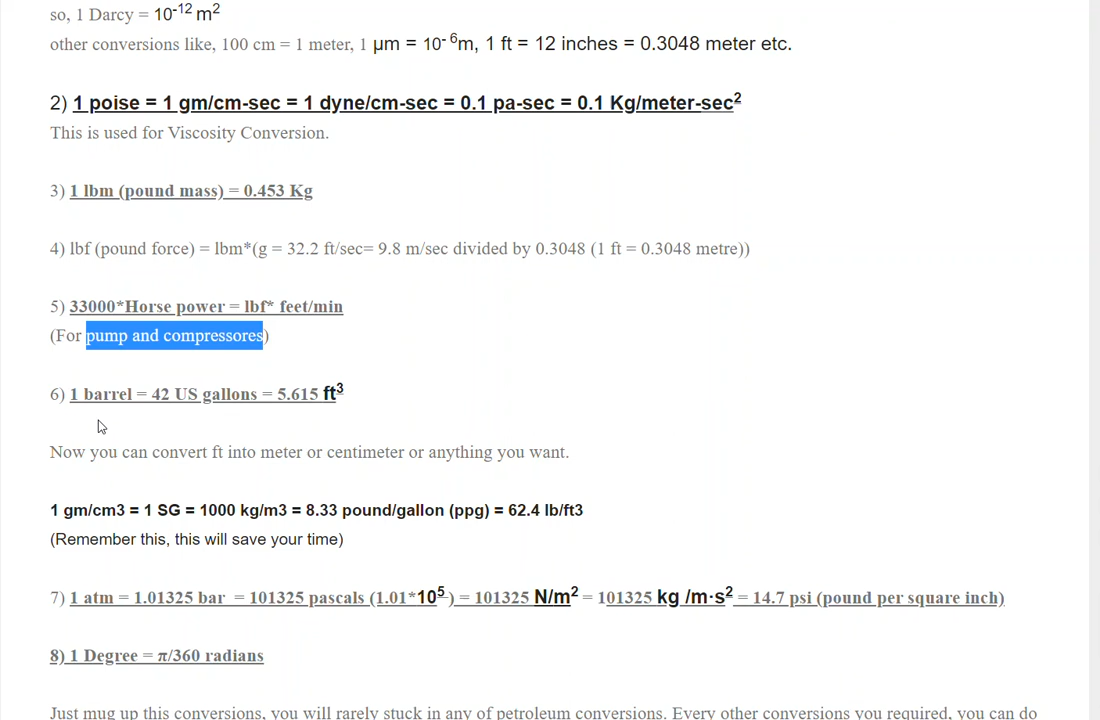 so, 1 Darcy = 10⁻¹² m²
other conversions like, 100 cm = 1 meter, 1 μm = 10⁻⁶m, 1 ft = 12 inches = 0.3048 meter etc.
2) 1 poise = 1 gm/cm-sec = 1 dyne/cm-sec = 0.1 pa-sec = 0.1 Kg/meter-sec²
This is used for Viscosity Conversion.
3) 1 lbm (pound mass) = 0.453 Kg
4) lbf (pound force) = lbm*(g = 32.2 ft/sec= 9.8 m/sec divided by 0.3048 (1 ft = 0.3048 metre))
5) 33000*Horse power = lbf* feet/min
(For pump and compressores)
6) 1 barrel = 42 US gallons = 5.615 ft³
Now you can convert ft into meter or centimeter or anything you want.
1 gm/cm3 = 1 SG = 1000 kg/m3 = 8.33 pound/gallon (ppg) = 62.4 lb/ft3
(Remember this, this will save your time)
7) 1 atm = 1.01325 bar = 101325 pascals (1.01*10⁵ ) = 101325 N/m² = 101325 kg /m·s² = 14.7 psi (pound per square inch)
8) 1 Degree = π/360 radians
Just mug up this conversions, you will rarely stuck in any of petroleum conversions. Every other conversions you required, you can do